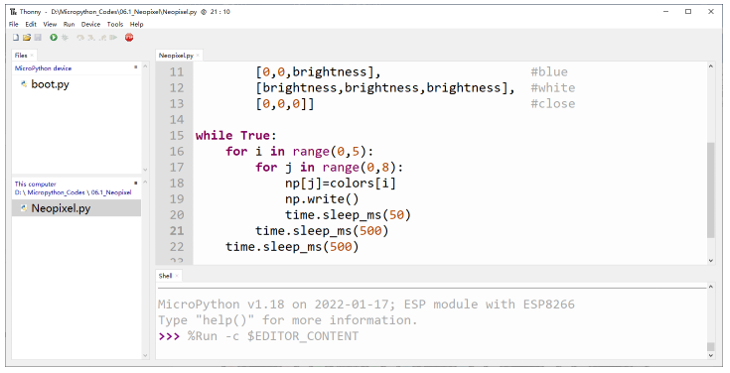 Thonny - D:\Micropython_Codes\06.1_Neopixel\Neopixel.py @ 21 : 10
File Edit View Run Device Tools Help
Files
MicroPython device
boot.py
This computer
D: \ Micropython_Codes \ 06.1_Neopixel
Neopixel.py
Neopixel.py
11 [0,0,brightness], #blue
12 [brightness,brightness,brightness], #white
13 [0,0,0]] #close
14
15 while True:
16 for i in range(0,5):
17 for j in range(0,8):
18 np[j]=colors[i]
19 np.write()
20 time.sleep_ms(50)
21 time.sleep_ms(500)
22 time.sleep_ms(500)
23
Shell
MicroPython v1.18 on 2022-01-17; ESP module with ESP8266
Type "help()" for more information.
>>> %Run -c $EDITOR_CONTENT